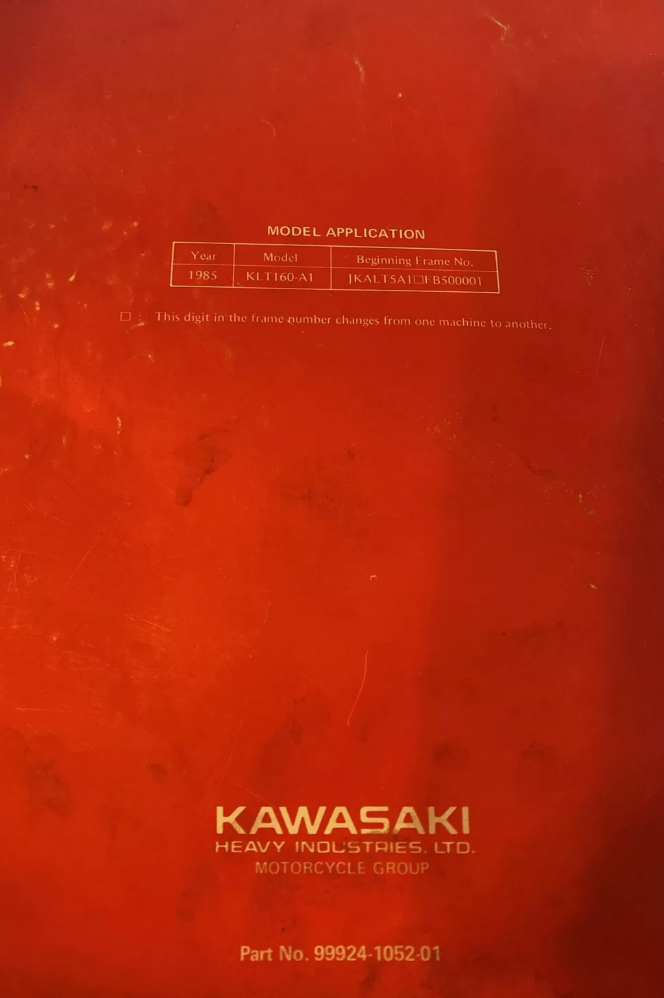 MODEL APPLICATION
Year Model Beginning Frame No.
1985 KLT160-A1 JKALT5A1□FB500001
□ : This digit in the frame number changes from one machine to another.
KAWASAKI
HEAVY INDUSTRIES, LTD.
MOTORCYCLE GROUP
Part No. 99924-1052-01